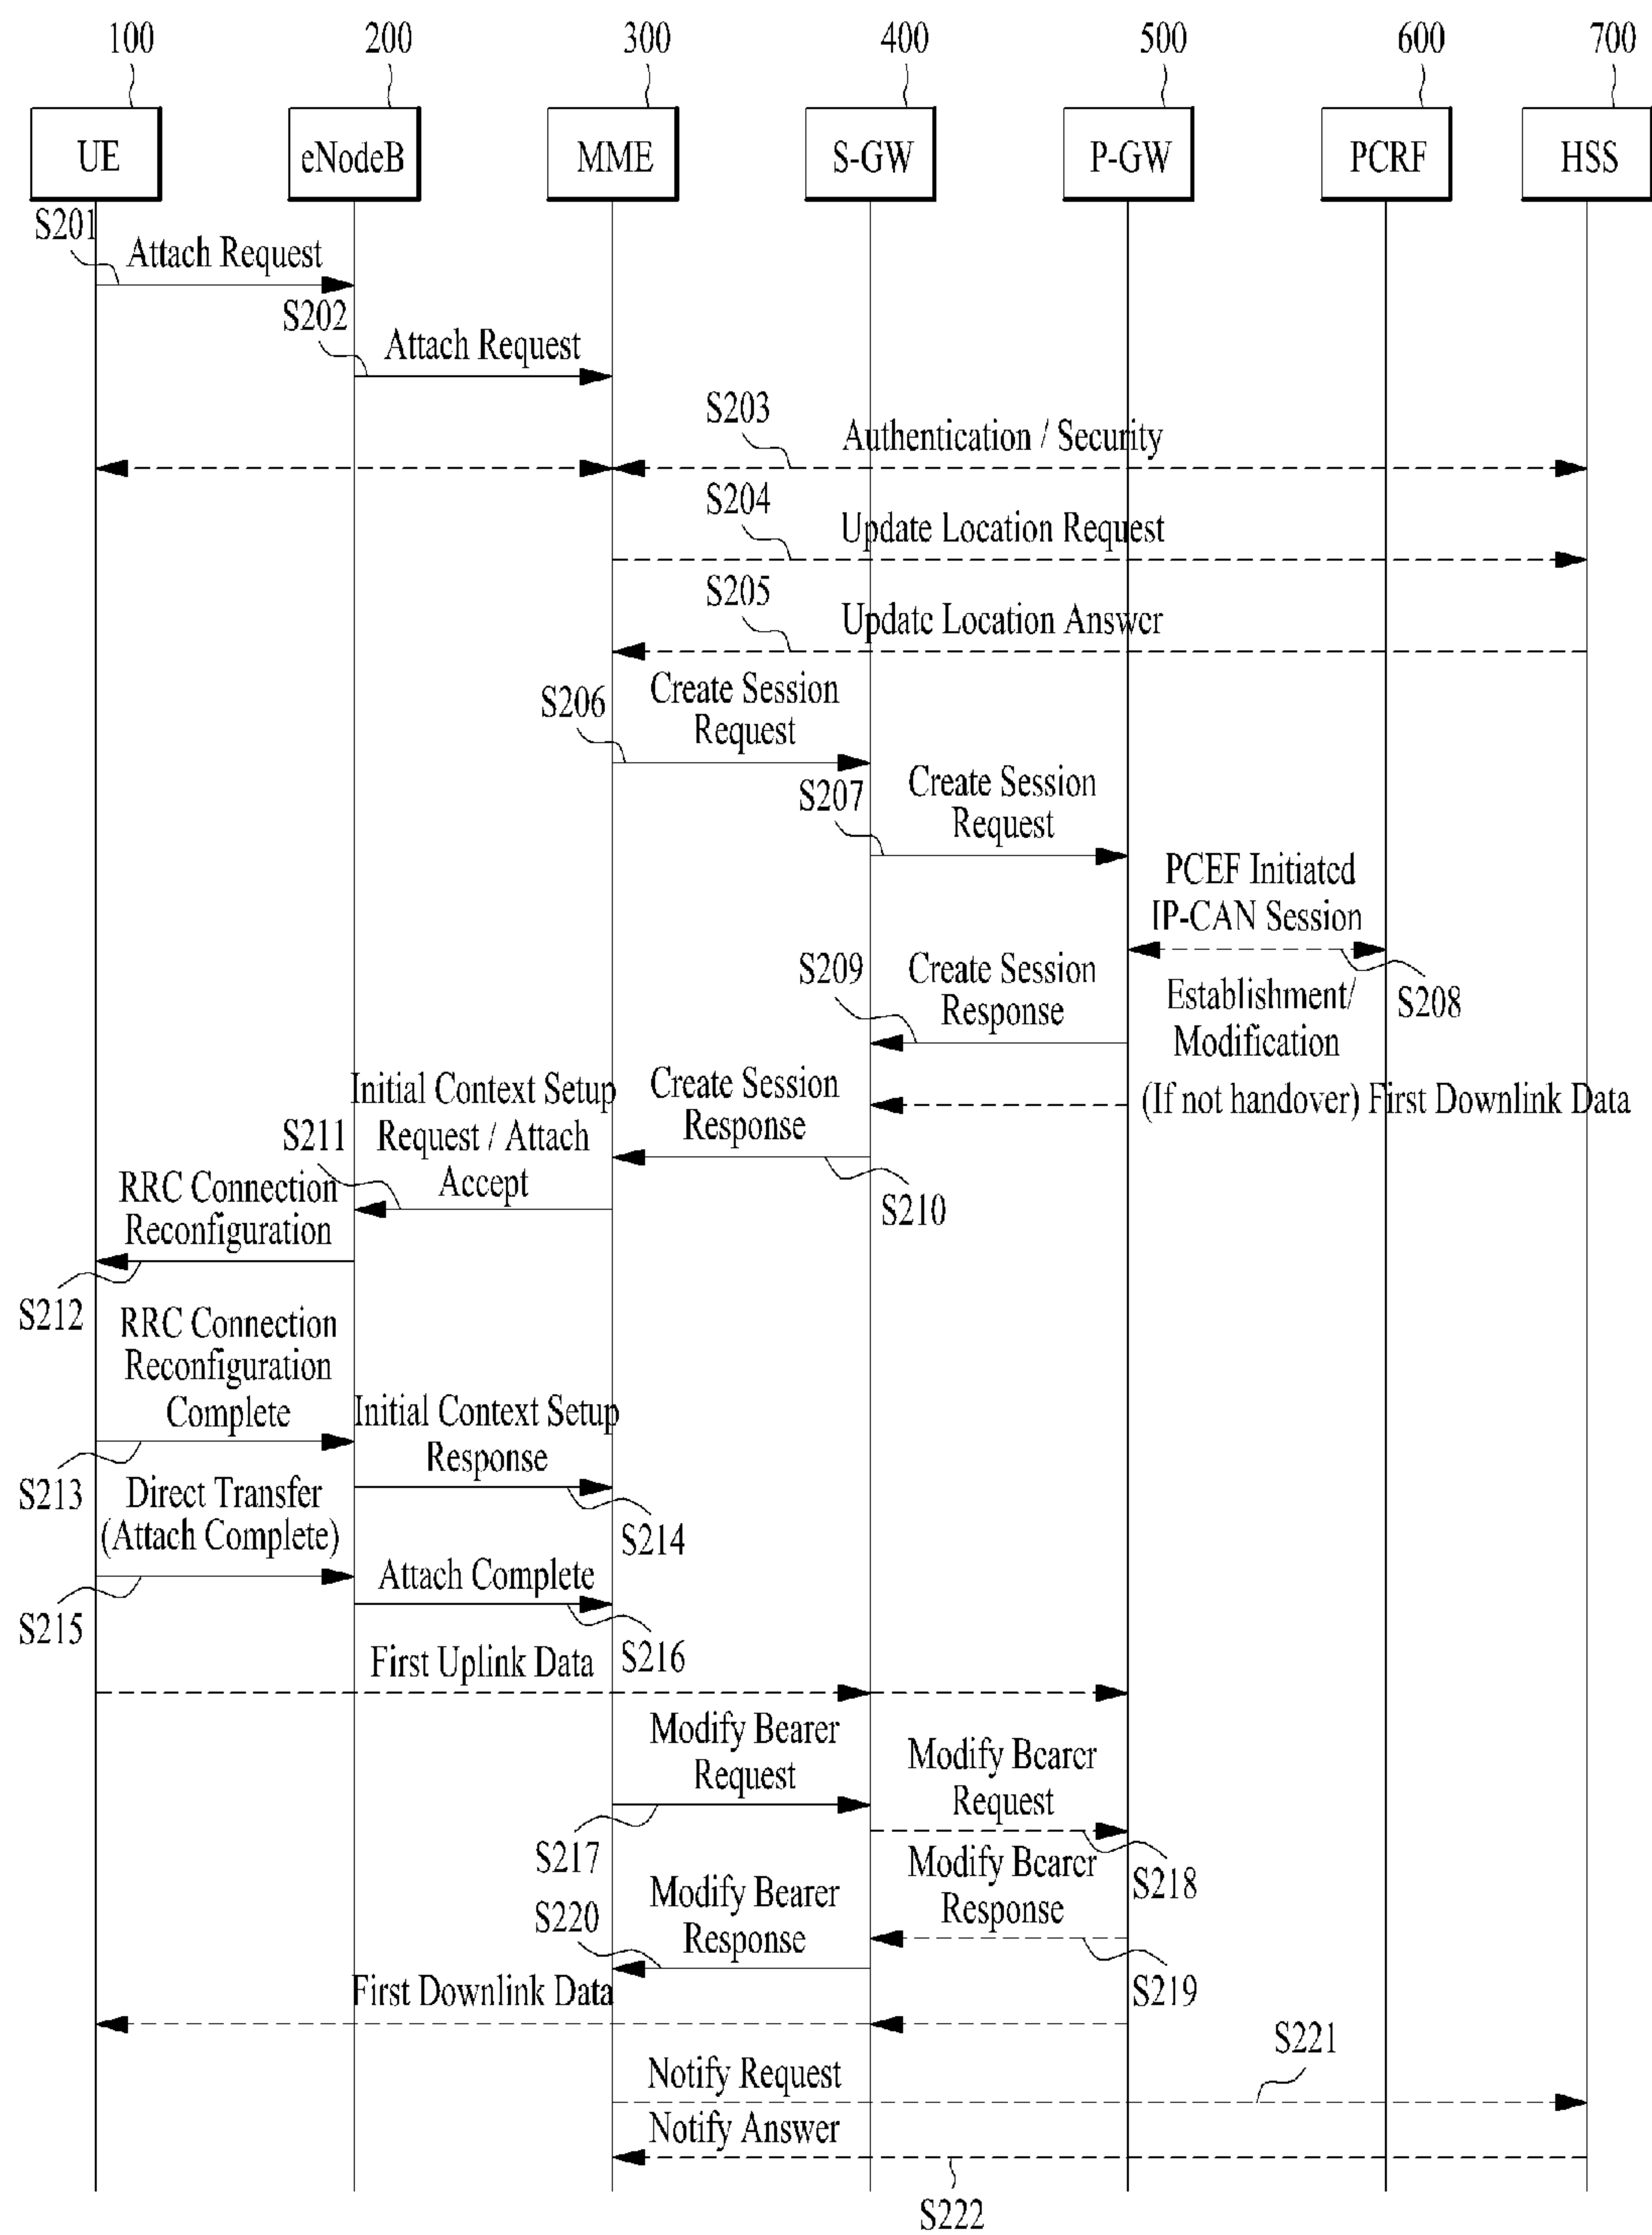 100 200 300 400 500 600 700
UE eNodeB MME S-GW P-GW PCRF HSS
S201
Attach Request
S202
Attach Request
S203
Authentication / Security
S204
Update Location Request
S205
Update Location Answer
S206
Create Session
Request
S207
Create Session
Request
PCEF Initiated
IP-CAN Session
S208
Establishment/
Modification
S209
Create Session
Response
(If not handover) First Downlink Data
Create Session
Response
S210
Initial Context Setup
Request / Attach
Accept
S211
RRC Connection
Reconfiguration
S212
RRC Connection
Reconfiguration
Complete
S213
Initial Context Setup
Response
S214
Direct Transfer
(Attach Complete)
S215
Attach Complete
S216
First Uplink Data
Modify Bearer
Request
S217
Modify Bearer
Request
S218
Modify Bearer
Response
S219
Modify Bearer
Response
S220
First Downlink Data
S221
Notify Request
Notify Answer
S222